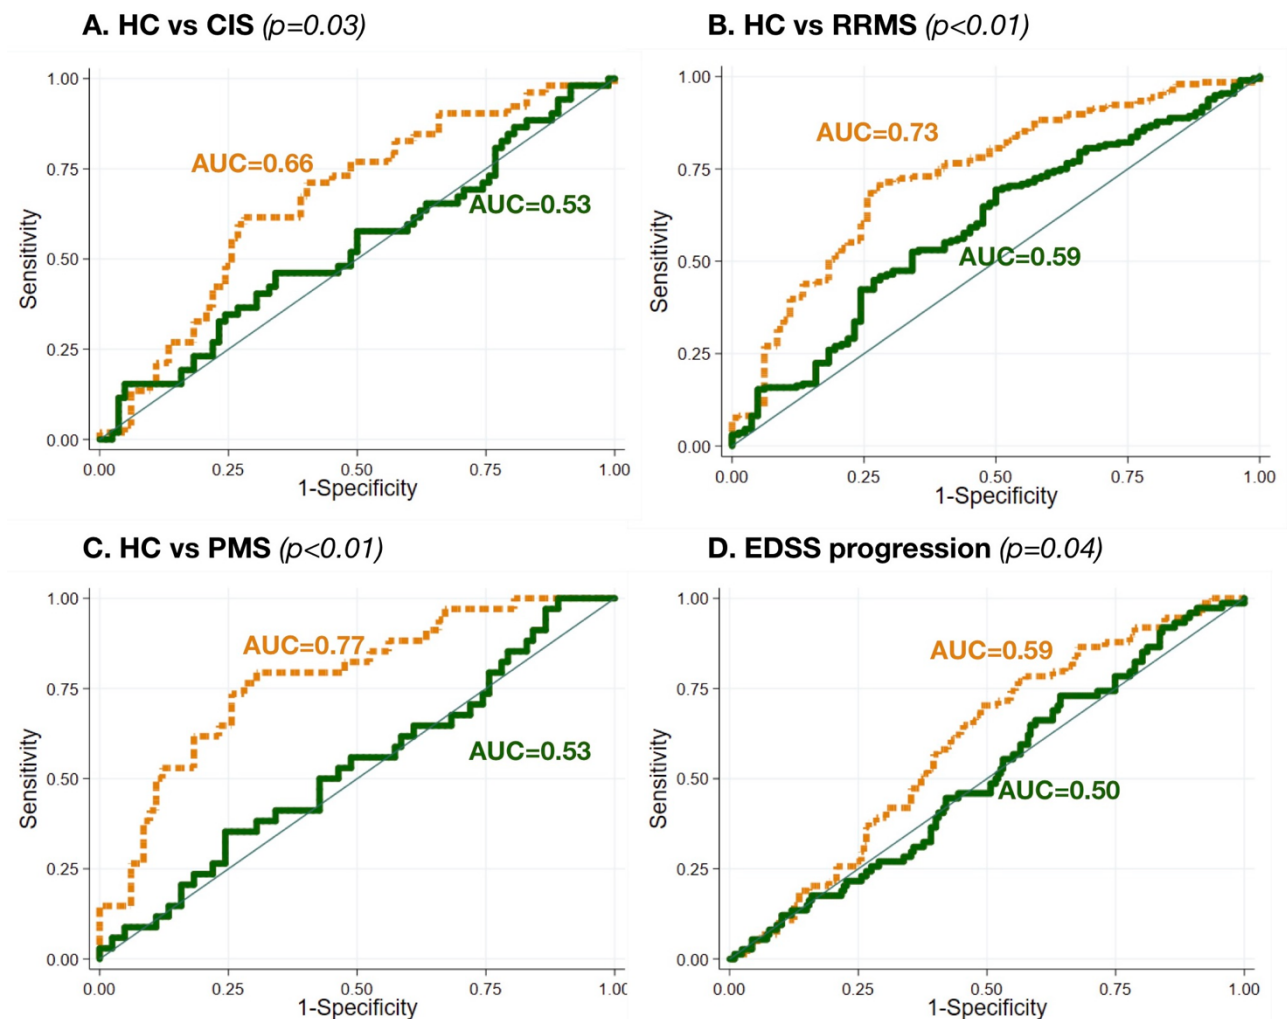 A. HC vs CIS (p=0.03)
1.00
0.75
0.50
0.25
0.00
Sensitivity
AUC=0.66
AUC=0.53
0.00 0.25 0.50 0.75 1.00
1-Specificity
B. HC vs RRMS (p<0.01)
1.00
0.75
0.50
0.25
0.00
Sensitivity
AUC=0.73
AUC=0.59
0.00 0.25 0.50 0.75 1.00
1-Specificity
C. HC vs PMS (p<0.01)
1.00
0.75
0.50
0.25
0.00
Sensitivity
AUC=0.77
AUC=0.53
0.00 0.25 0.50 0.75 1.00
1-Specificity
D. EDSS progression (p=0.04)
1.00
0.75
0.50
0.25
0.00
Sensitivity
AUC=0.59
AUC=0.50
0.00 0.25 0.50 0.75 1.00
1-Specificity